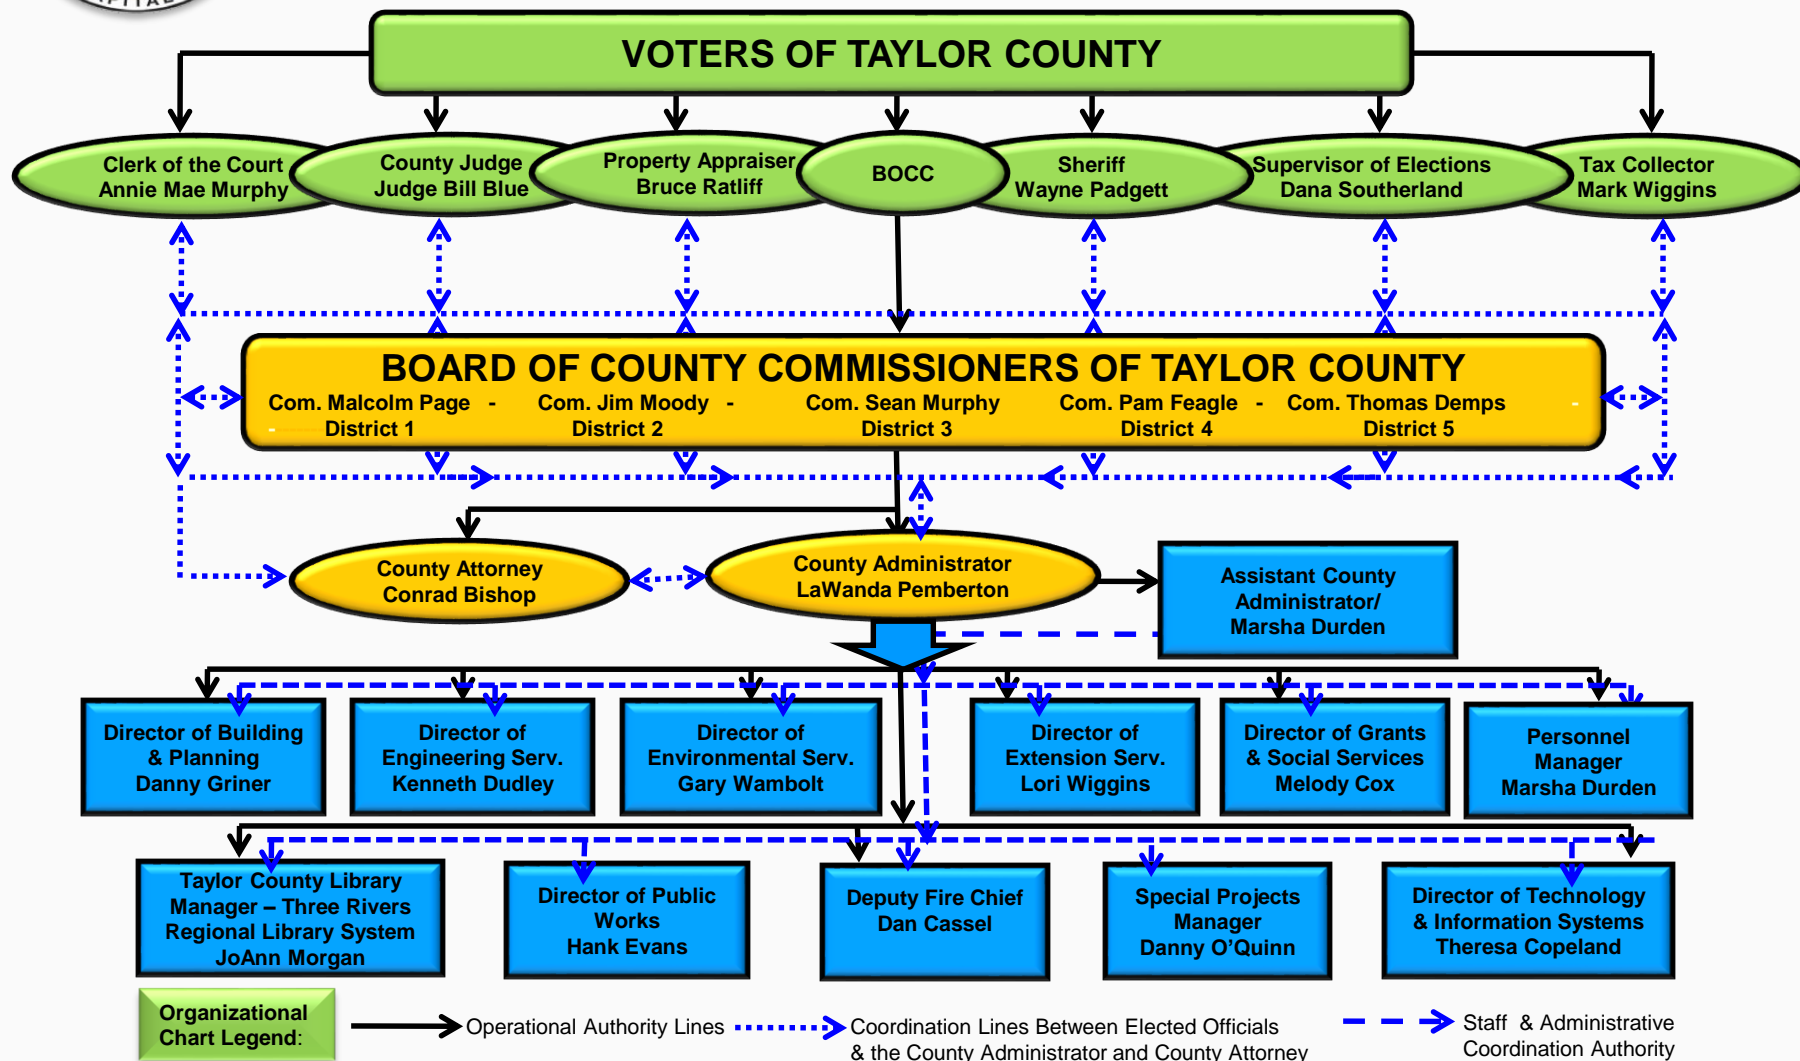 PITAL
VOTERS OF TAYLOR COUNTY
Clerk of the Court
Annie Mae Murphy
County Judge
Judge Bill Blue
Property Appraiser
Bruce Ratliff
BOCC
Sheriff
Wayne Padgett
Supervisor of Elections
Dana Southerland
Tax Collector
Mark Wiggins
BOARD OF COUNTY COMMISSIONERS OF TAYLOR COUNTY
Com. Malcolm Page - Com. Jim Moody - Com. Sean Murphy Com. Pam Feagle - Com. Thomas Demps -
- District 1 District 2 District 3 District 4 District 5
County Attorney
Conrad Bishop
County Administrator
LaWanda Pemberton
Assistant County
Administrator/
Marsha Durden
Director of Building
& Planning
Danny Griner
Director of
Engineering Serv.
Kenneth Dudley
Director of
Environmental Serv.
Gary Wambolt
Director of
Extension Serv.
Lori Wiggins
Director of Grants
& Social Services
Melody Cox
Personnel
Manager
Marsha Durden
Taylor County Library
Manager – Three Rivers
Regional Library System
JoAnn Morgan
Director of Public
Works
Hank Evans
Deputy Fire Chief
Dan Cassel
Special Projects
Manager
Danny O’Quinn
Director of Technology
& Information Systems
Theresa Copeland
Organizational
Chart Legend:
Operational Authority Lines
Coordination Lines Between Elected Officials
& the County Administrator and County Attorney
Staff & Administrative
Coordination Authority